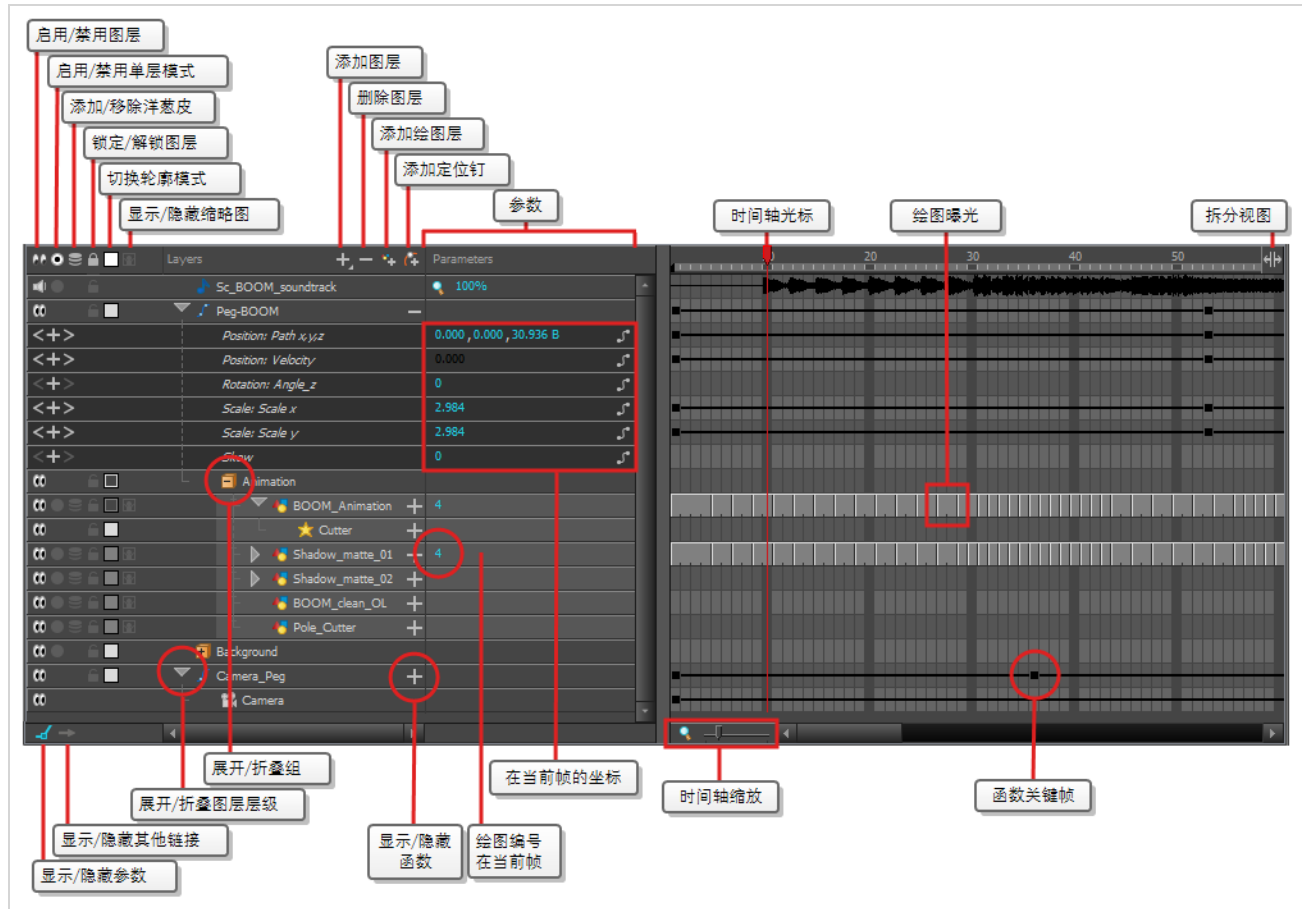 启用/禁用图层
启用/禁用单层模式
添加/移除洋葱皮
锁定/解锁图层
切换轮廓模式
显示/隐藏缩略图
添加图层
删除图层
添加绘图层
添加定位钉
参数
时间轴光标
绘图曝光
拆分视图
Layers
Parameters
10 20 30 40 50
Sc_BOOM_soundtrack
100%
Peg-BOOM
Position: Path x,y,z
0.000 , 0.000 , 30.936 B
Position: Velocity
0.000
Rotation: Angle_z
0
Scale: Scale x
2.984
Scale: Scale y
2.984
Skew
0
Animation
BOOM_Animation
4
Cutter
Shadow_matte_01
4
Shadow_matte_02
BOOM_clean_OL
Pole_Cutter
Background
Camera_Peg
Camera
展开/折叠组
展开/折叠图层层级
显示/隐藏其他链接
显示/隐藏参数
显示/隐藏
函数
绘图编号
在当前帧
在当前帧的坐标
时间轴缩放
函数关键帧